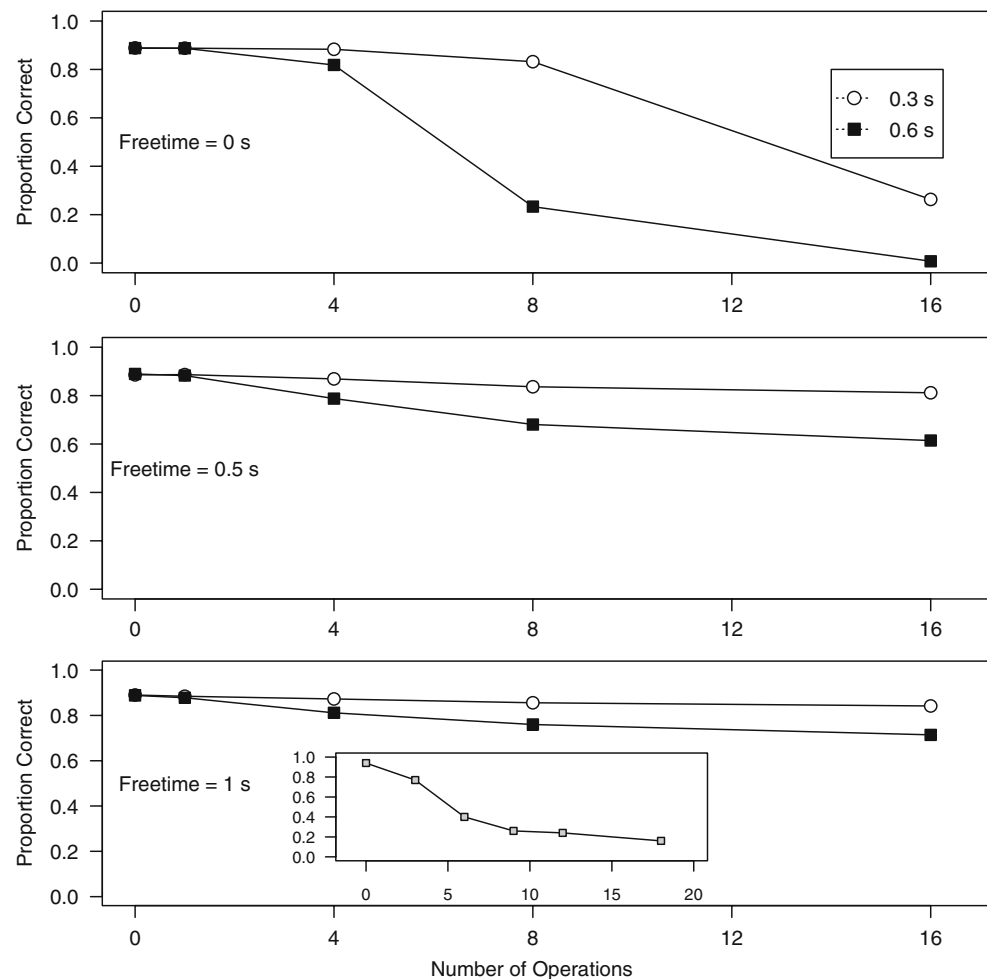 1.0
0.8
0.6
0.4
0.2
0.0
Proportion Correct
Freetime = 0 s
0.3 s
0.6 s
0 4 8 12 16
1.0
0.8
0.6
0.4
0.2
0.0
Proportion Correct
Freetime = 0.5 s
0 4 8 12 16
1.0
0.8
0.6
0.4
0.2
0.0
Proportion Correct
Freetime = 1 s
1.0
0.8
0.6
0.4
0.2
0.0
0 5 10 15 20
0 4 8 12 16
Number of Operations